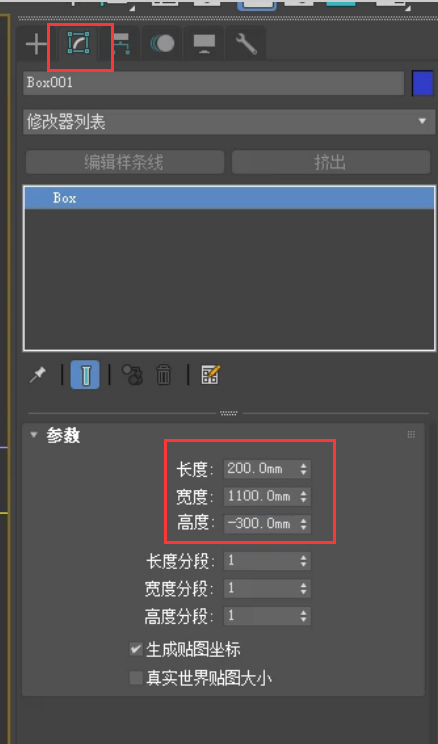 Box001
修改器列表
编辑样条线 挤出
Box
参数
长度: 200.0mm
宽度: 1100.0mm
高度: -300.0mm
长度分段: 1
宽度分段: 1
高度分段: 1
生成贴图坐标
真实世界贴图大小